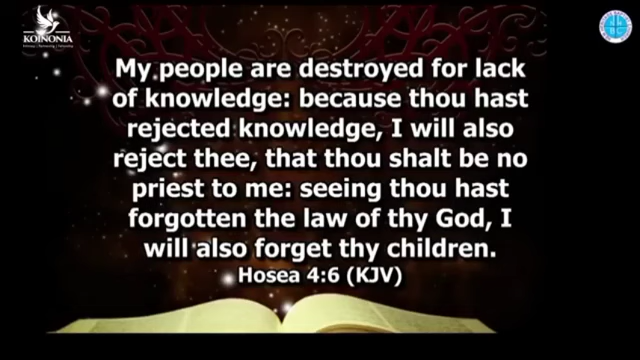 KOINONIA
My people are destroyed for lack
of knowledge: because thou hast
rejected knowledge, I will also
reject thee, that thou shalt be no
priest to me: seeing thou hast
forgotten the law of thy God, I
will also forget thy children.
Hosea 4:6 (KJV)